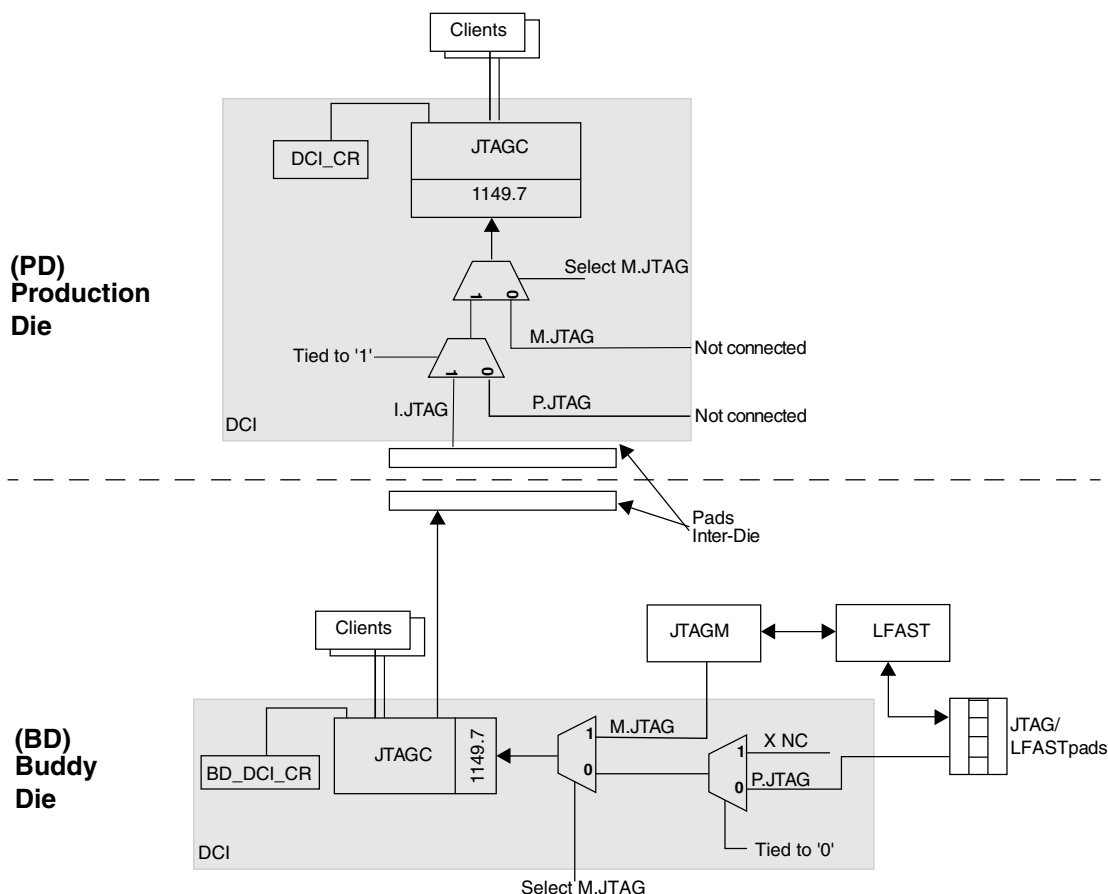 Clients
DCI_CR
JTAGC
1149.7
(PD)
Production
Die
Select M.JTAG
1
0
M.JTAG
Not connected
Tied to '1'
1
0
I.JTAG
P.JTAG
Not connected
DCI
Pads
Inter-Die
Clients
JTAGM
LFAST
(BD)
Buddy
Die
BD_DCI_CR
JTAGC
1149.7
1
0
M.JTAG
1
0
X NC
P.JTAG
JTAG/
LFASTpads
Tied to '0'
DCI
Select M.JTAG